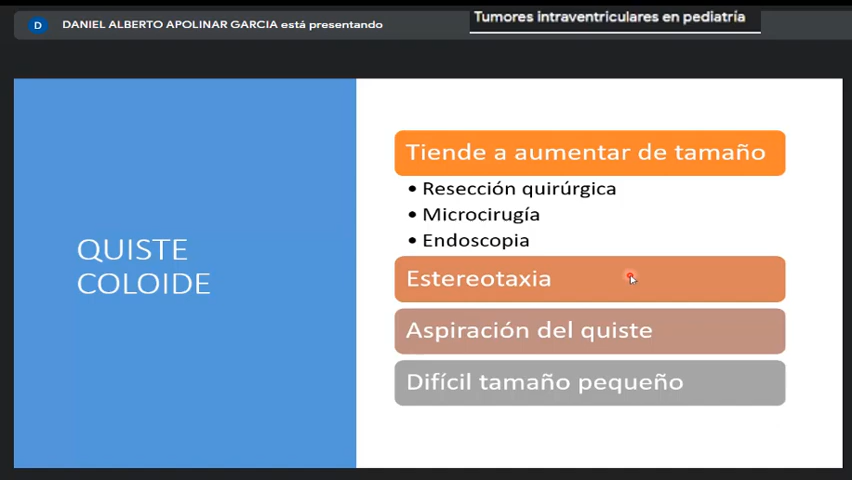 D DANIEL ALBERTO APOLINAR GARCIA está presentando
Tumores intraventriculares en pediatría
QUISTE
COLOIDE
Tiende a aumentar de tamaño
• Resección quirúrgica
• Microcirugía
• Endoscopia
Estereotaxia
Aspiración del quiste
Difícil tamaño pequeño